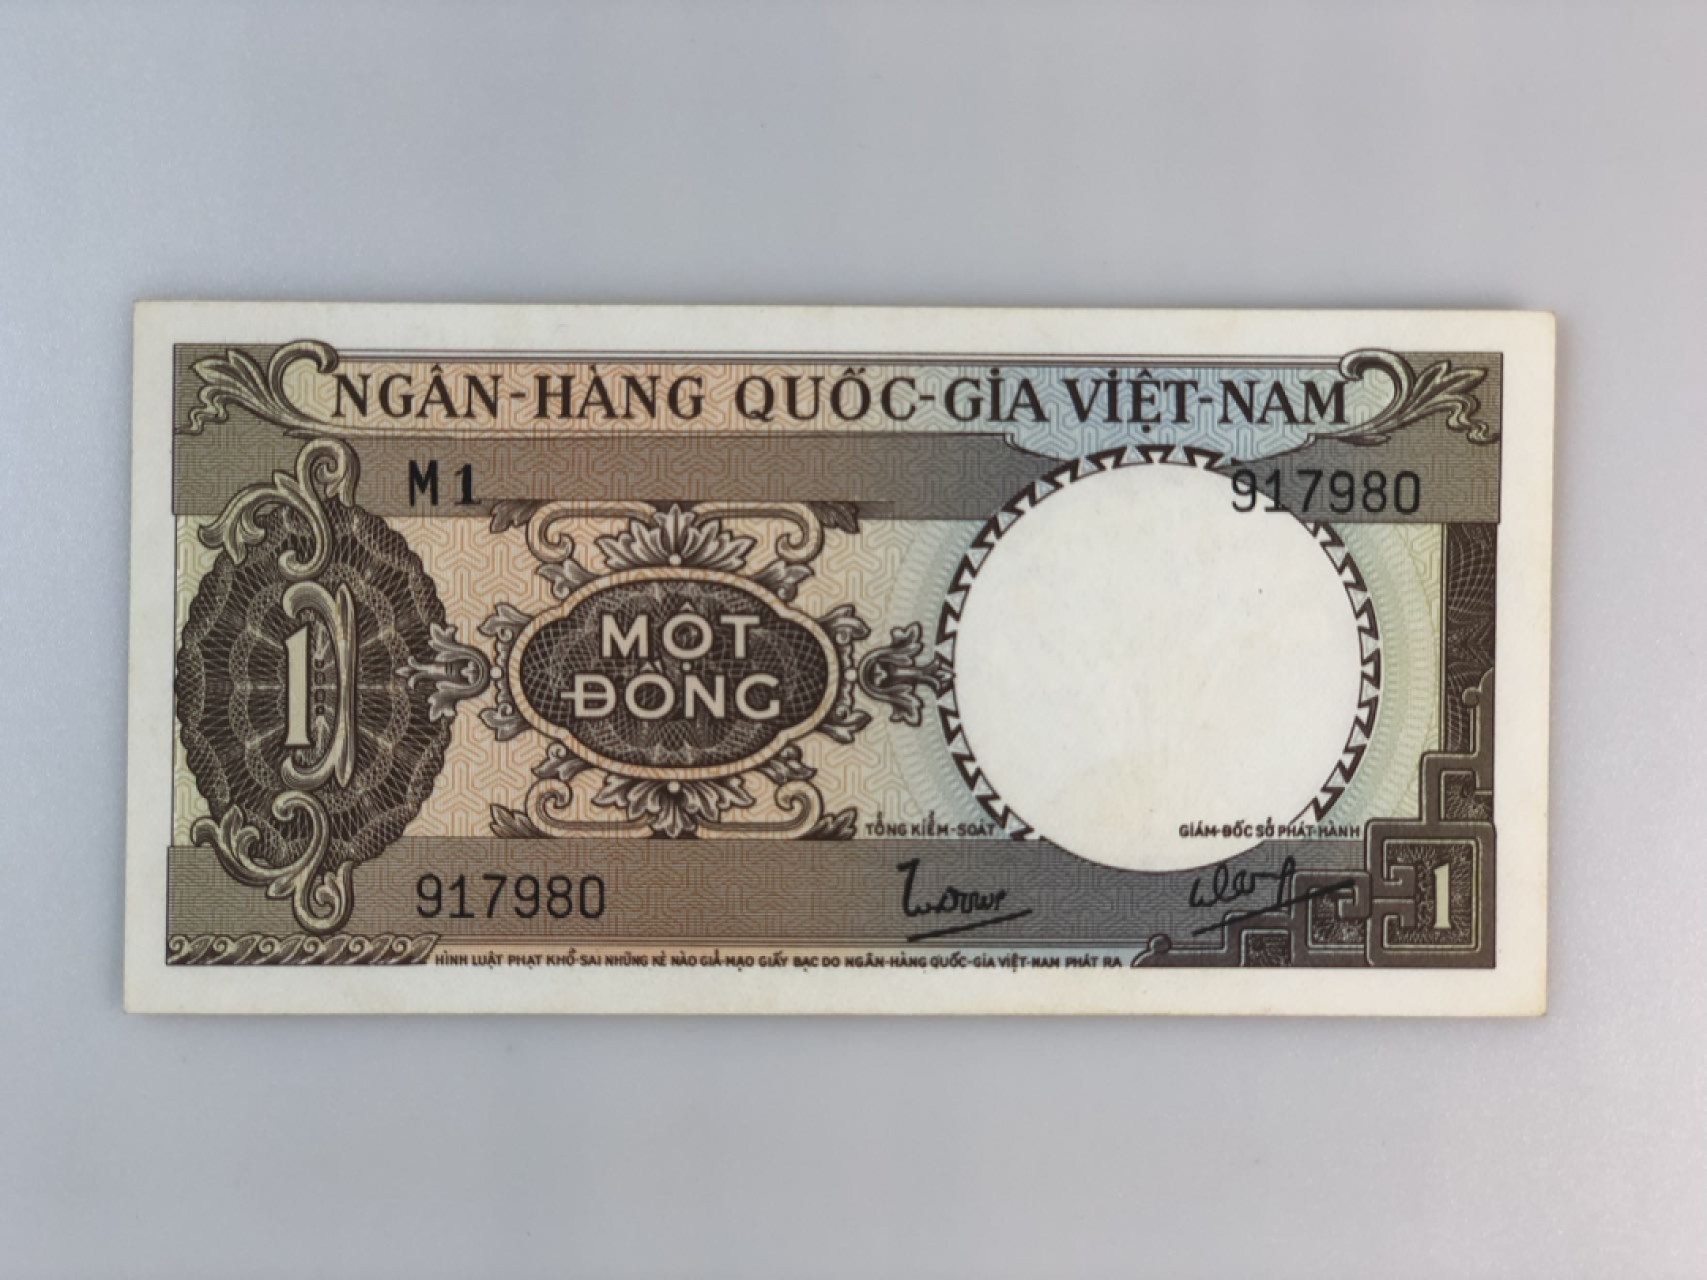 NGÂN-HÀNG QUỐC-GIA VIỆT-NAM
M1 917980
1
MỘT
ĐỒNG
TỔNG KIỂM-SOÁT GIÁM-ĐỐC SỞ PHÁT-HÀNH
917980
1
HÌNH LUẬT PHẠT KHỔ-SAI NHỮNG KẺ NÀO GIẢ-MẠO GIẤY BẠC DO NGÂN-HÀNG QUỐC-GIA VIỆT-NAM PHÁT RA